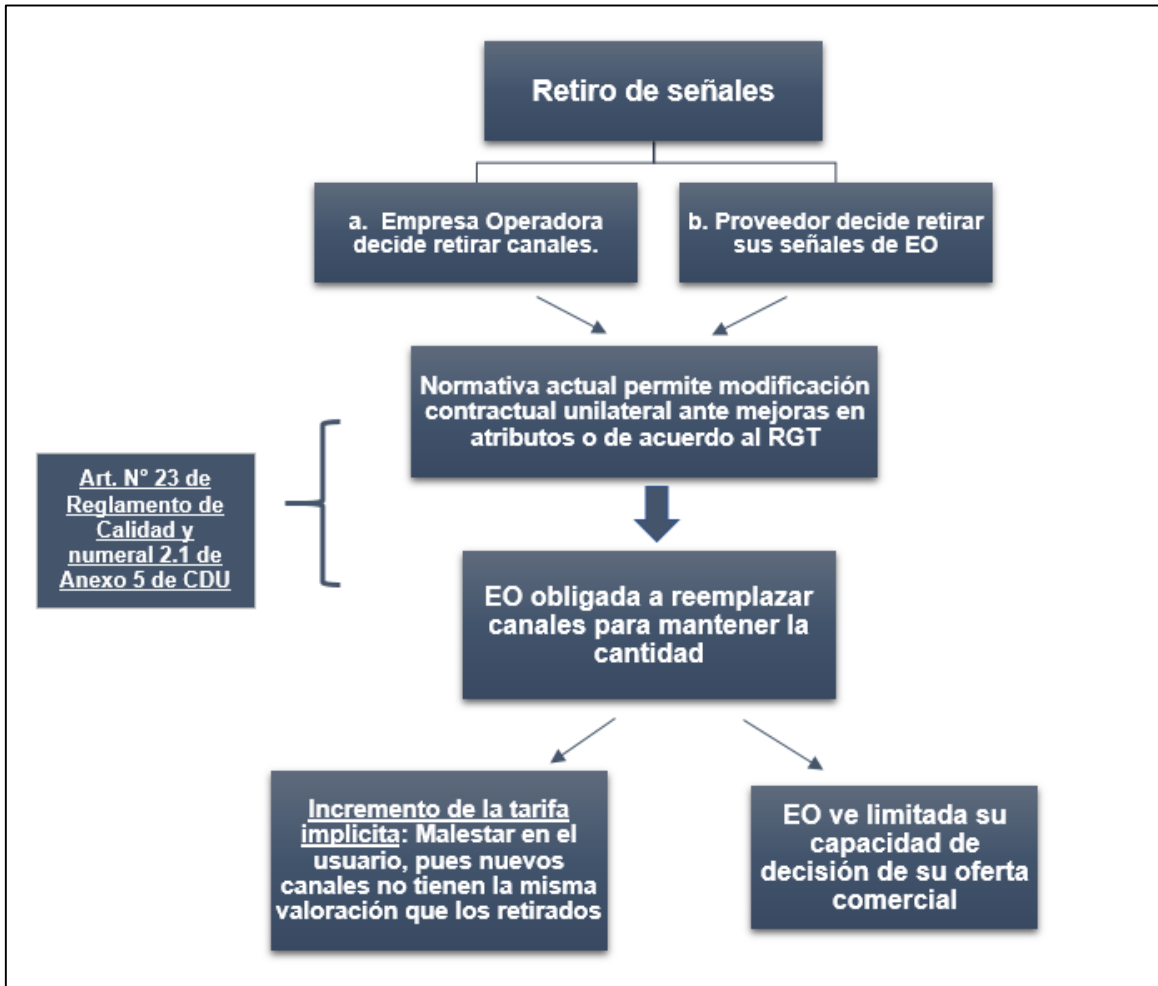 Retiro de señales
a. Empresa Operadora
decide retirar canales.
b. Proveedor decide retirar
sus señales de EO
Normativa actual permite modificación
contractual unilateral ante mejoras en
atributos o de acuerdo al RGT
Art. N° 23 de
Reglamento de
Calidad y
numeral 2.1 de
Anexo 5 de CDU
EO obligada a reemplazar
canales para mantener la
cantidad
Incremento de la tarifa
implicita: Malestar en el
usuario, pues nuevos
canales no tienen la misma
valoración que los retirados
EO ve limitada su
capacidad de
decisión de su oferta
comercial